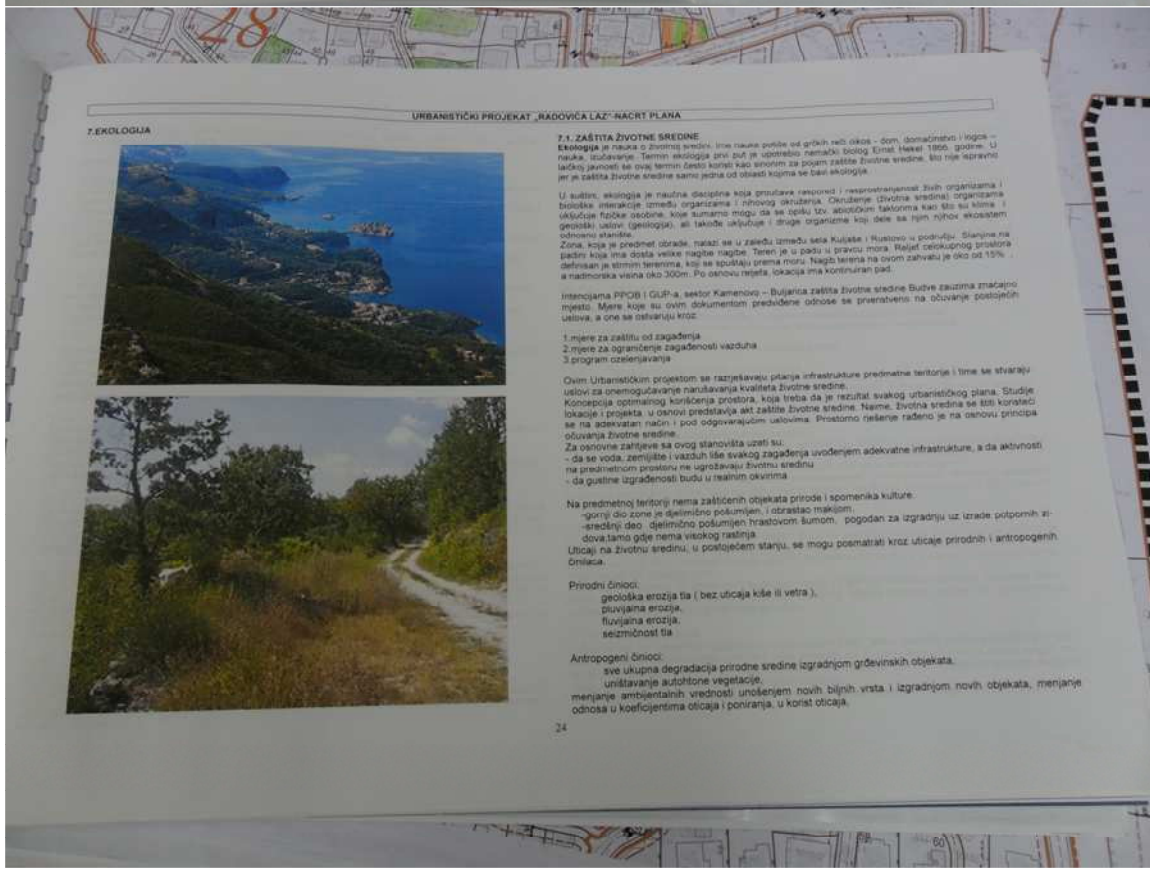 28
URBANISTIČKI PROJEKAT „RADOVIĆA LAZ"-NACRT PLANA
7.EKOLOGIJA
7.1. ZAŠTITA ŽIVOTNE SREDINE
Ekologija je nauka o životnoj sredini. Ime nauke potiče od grčkih reči oikos - dom, domaćinstvo i logos –
nauka, izučavanje. Termin ekologija prvi put je upotrebio nemački biolog Ernst Hekel 1866. godine. U
laičkoj javnosti se ovaj termin često koristi kao sinonim za pojam zaštite životne sredine, što nije ispravno
jer je zaštita životne sredine samo jedna od oblasti kojima se bavi ekologija.
U suštini, ekologija je naučna disciplina koja proučava raspored i rasprostranjenost živih organizama i
biološke interakcije između organizama i nihovog okruženja. Okruženje (životna sredina) organizama
uključuje fizičke osobine, koje sumarno mogu da se opišu tzv. abiotičkim faktorima kao što su klima i
geološki uslovi (geologija), ali takođe uključuje i druge organizme koji dele sa njim njihov ekosistem
odnosno stanište.
Zona, koja je predmet obrade, nalazi se u zaleđu između sela Kuljače i Rustovo u području. Stanjine na
padini koja ima dosta velike nagibe nagibe. Teren je u padu u pravcu mora. Reljef celokupnog prostora
definisan je strmim terenima, koji se spuštaju prema moru. Nagib terena na ovom zahvatu je oko od 15% ,
a nadmorska visina oko 300m. Po osnovu reljefa, lokacija ima kontinuiran pad.
Intencijama PPOB I GUP-a, sektor Kamenovo – Buljarica zaštita životne sredine Budve zauzima značajno
mjesto. Mjere koje su ovim dokumentom predviđene odnose se prvenstveno na očuvanje postojećih
uslova, a one se ostvaruju kroz:
1.mjere za zaštitu od zagađenja
2.mjere za ograničenje zagađenosti vazduha
3.program ozelenjavanja
Ovim Urbanističkim projektom se razrješavaju pitanja infrastrukture predmetne teritorije i time se stvaraju
uslovi za onemogućavanje narušavanja kvaliteta životne sredine.
Koncepcija optimalnog korišćenja prostora, koja treba da je rezultat svakog urbanističkog plana, Studije
lokacije i projekta u osnovi predstavlja akt zaštite životne sredine. Naime, životna sredina se štiti koristeći
se na adekvatan način i pod odgovarajućim uslovima. Prostorno rješenje rađeno je na osnovu principa
očuvanja životne sredine.
Za osnovne zahtjeve sa ovog stanovišta uzeti su:
- da se voda, zemljište i vazduh liše svakog zagađenja uvođenjem adekvatne infrastrukture, a da aktivnosti
na predmetnom prostoru ne ugrožavaju životnu sredinu
- da gustine izgrađenosti budu u realnim okvirima
Na predmetnoj teritoriji nema zaštićenih objekata prirode i spomenika kulture.
-gornji dio zone je djelimično pošumljen, i obrastao makijom,
-središnji deo djelimično pošumljen hrastovom šumom, pogodan za izgradnju uz izrade potpornih zi-
dova,tamo gdje nema visokog rastinja
Uticaji na životnu sredinu, u postojećem stanju, se mogu posmatrati kroz uticaje prirodnih i antropogenih
činilaca.
Prirodni činioci:
geološka erozija tla ( bez uticaja kiše ili vetra ),
pluvijalna erozija,
fluvijalna erozija,
seizmičnost tla
Antropogeni činioci:
sve ukupna degradacija prirodne sredine izgradnjom grđevinskih objekata,
uništavanje autohtone vegetacije,
menjanje ambijentalnih vrednosti unošenjem novih biljnih vrsta i izgradnjom novih objekata, menjanje
odnosa u koeficijentima oticaja i poniranja, u korist oticaja,
24
60